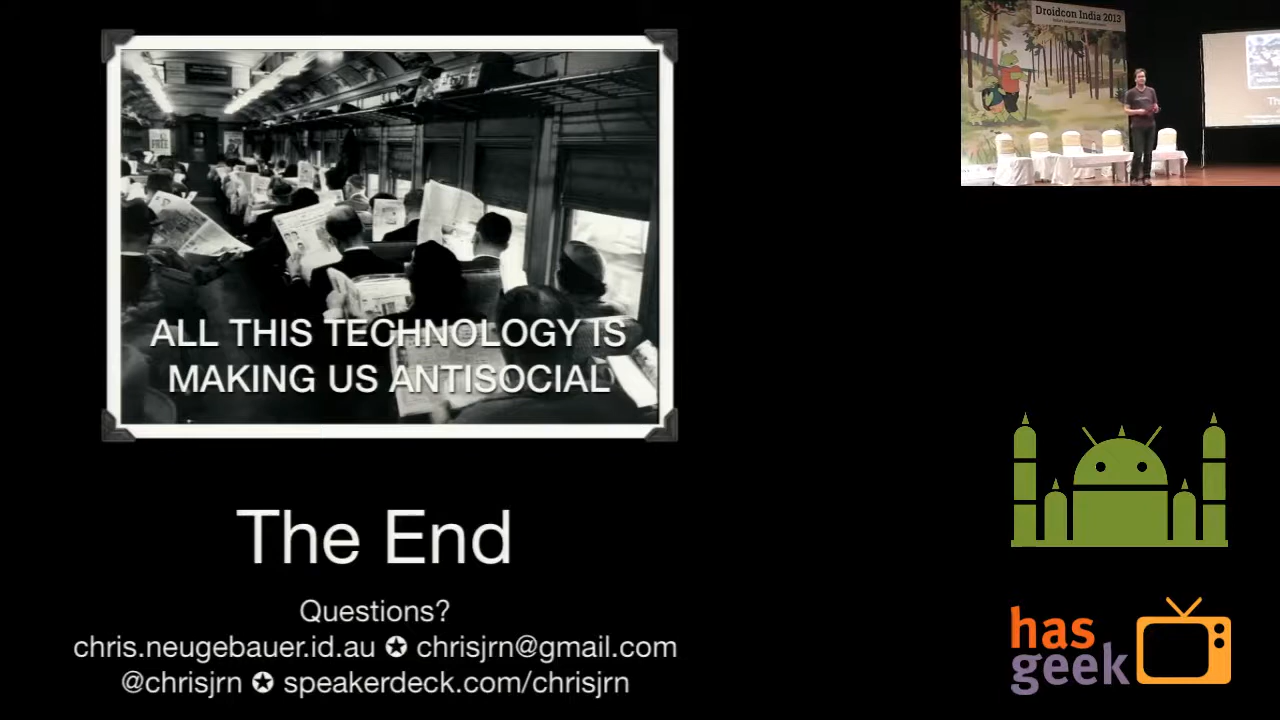 ALL THIS TECHNOLOGY IS
MAKING US ANTISOCIAL
The End
Questions?
chris.neugebauer.id.au ✪ chrisjrn@gmail.com
@chrisjrn ✪ speakerdeck.com/chrisjrn
Droidcon India 2013
has
geek
FREE